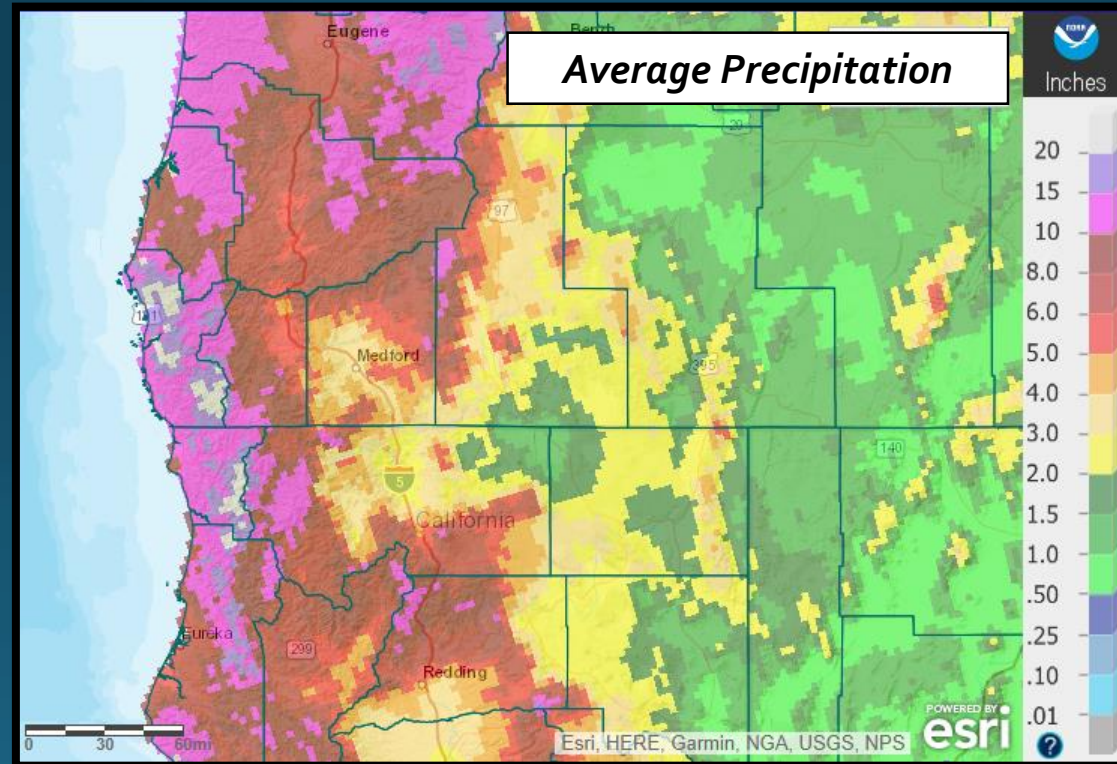 Average Precipitation
Eugene
Bend
97
Medford
395
140
5
California
Eureka
299
Redding
0 30 60mi
Esri, HERE, Garmin, NGA, USGS, NPS
POWERED BY
esri
NOAA
Inches
20
15
10
8.0
6.0
5.0
4.0
3.0
2.0
1.5
1.0
.50
.25
.10
.01
?